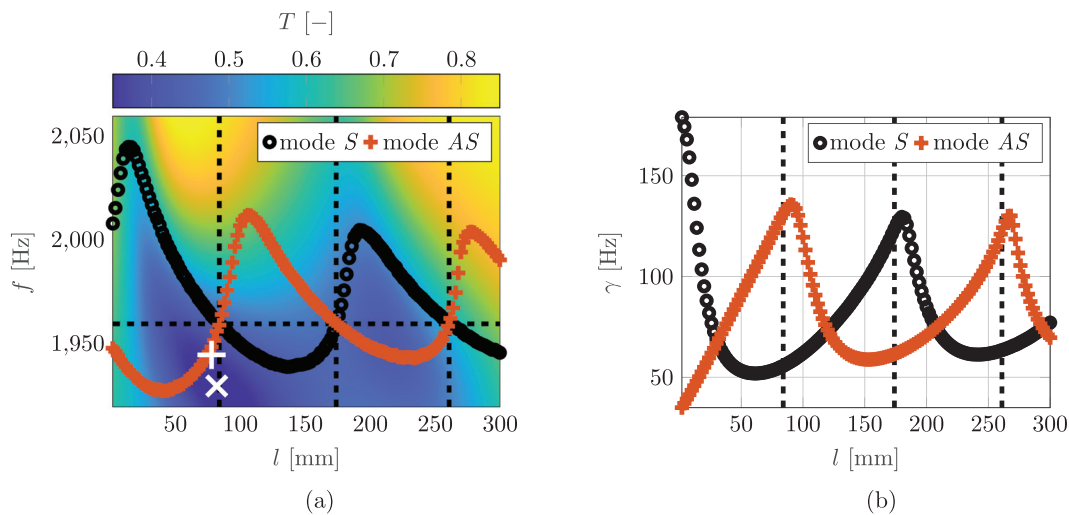 T [−]
0.4 0.5 0.6 0.7 0.8
mode S mode AS
2,050
2,000
1,950
f [Hz]
50 100 150 200 250 300
l [mm]
(a)
mode S mode AS
150
100
50
γ [Hz]
50 100 150 200 250 300
l [mm]
(b)